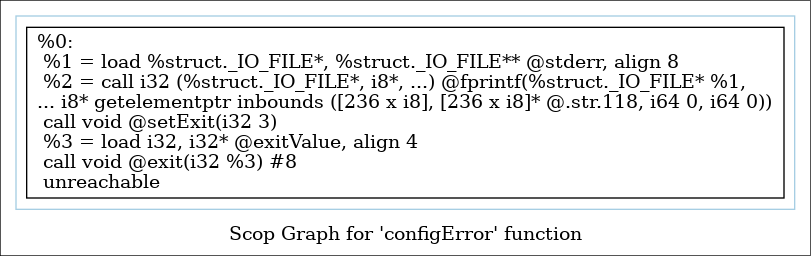 %0:
%1 = load %struct._IO_FILE*, %struct._IO_FILE** @stderr, align 8
%2 = call i32 (%struct._IO_FILE*, i8*, ...) @fprintf(%struct._IO_FILE* %1,
... i8* getelementptr inbounds ([236 x i8], [236 x i8]* @.str.118, i64 0, i64 0))
call void @setExit(i32 3)
%3 = load i32, i32* @exitValue, align 4
call void @exit(i32 %3) #8
unreachable
Scop Graph for 'configError' function